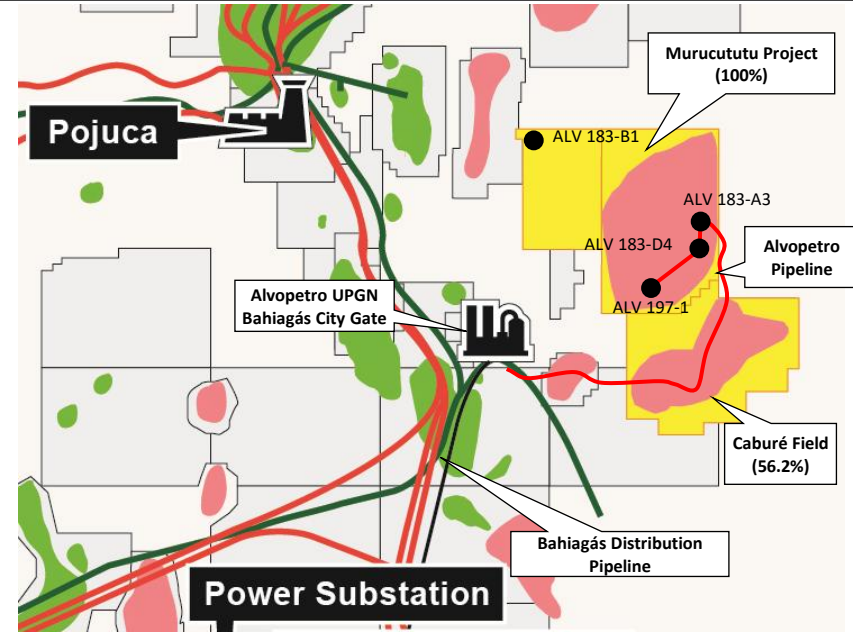 Murucututu Project
(100%)
Pojuca
ALV 183-B1
ALV 183-A3
ALV 183-D4
Alvopetro
Pipeline
Alvopetro UPGN
Bahiagás City Gate
ALV 197-1
Caburé Field
(56.2%)
Bahiagás Distribution
Pipeline
Power Substation